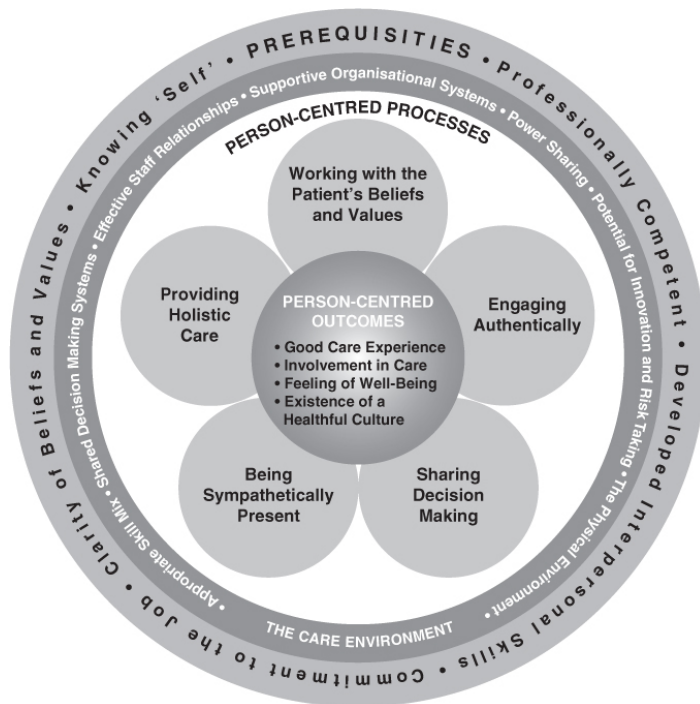 • PREREQUISITIES • Professionally Competent • Developed Interpersonal Skills • Commitment to the Job • Clarity of Beliefs and Values • Knowing ‘Self’
• Appropriate Skill Mix • Shared Decision Making Systems • Effective Staff Relationships • Supportive Organisational Systems • Power Sharing • Potential for Innovation and Risk Taking • The Physical Environment •
THE CARE ENVIRONMENT
PERSON-CENTRED PROCESSES
Working with the
Patient’s Beliefs
and Values
Engaging
Authentically
Sharing
Decision
Making
Being
Sympathetically
Present
Providing
Holistic
Care
PERSON-CENTRED
OUTCOMES
• Good Care Experience
• Involvement in Care
• Feeling of Well-Being
• Existence of a
Healthful Culture